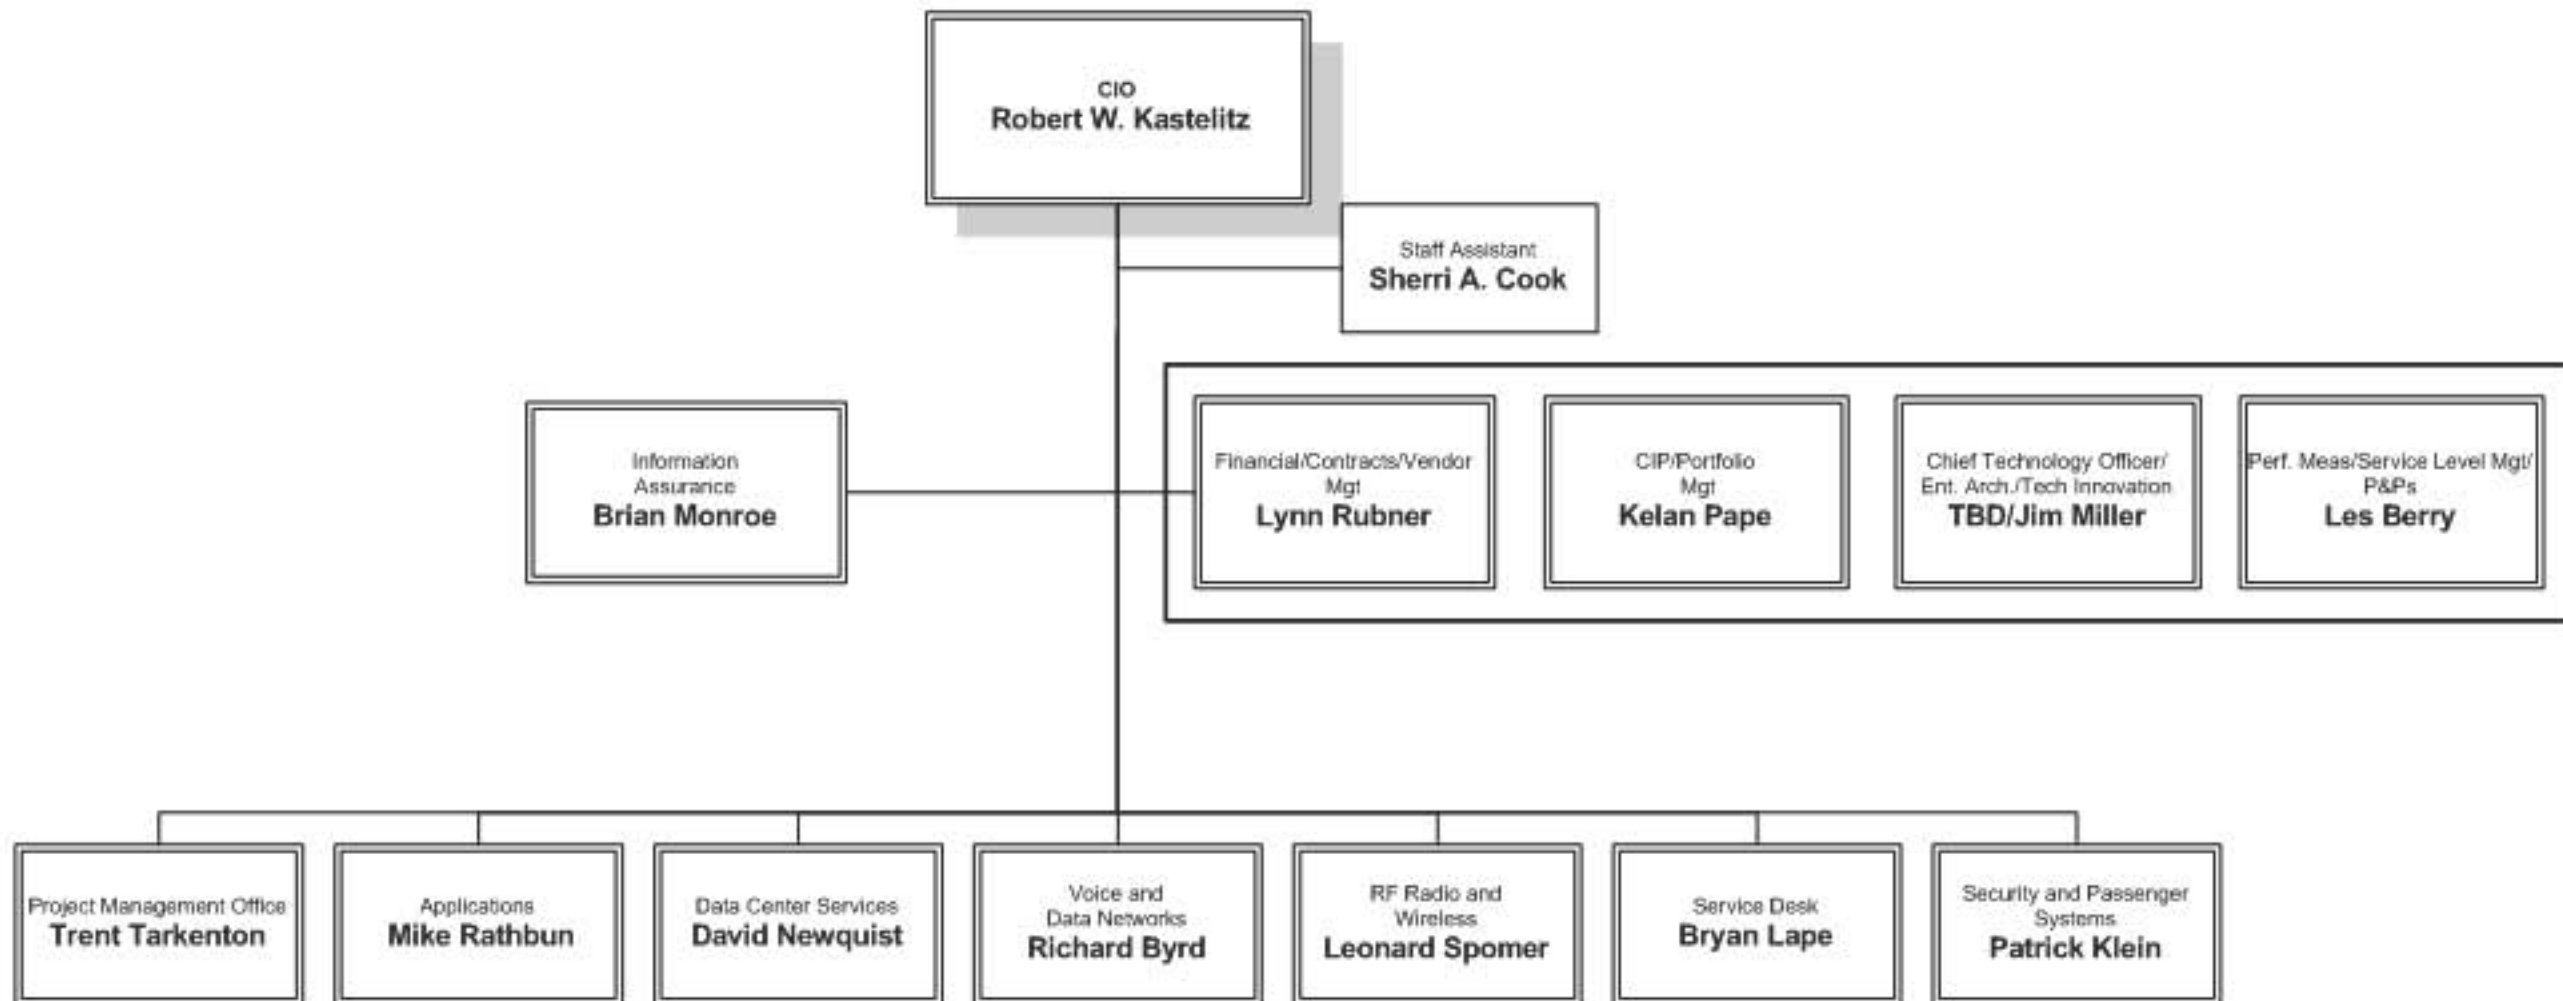 CIO
Robert W. Kastelitz
Staff Assistant
Sherri A. Cook
Information
Assurance
Brian Monroe
Financial/Contracts/Vendor
Mgt
Lynn Rubner
CIP/Portfolio
Mgt
Kelan Pape
Chief Technology Officer/
Ent. Arch./Tech Innovation
TBD/Jim Miller
Perf. Meas/Service Level Mgt/
P&Ps
Les Berry
Project Management Office
Trent Tarkenton
Applications
Mike Rathbun
Data Center Services
David Newquist
Voice and
Data Networks
Richard Byrd
RF Radio and
Wireless
Leonard Spomer
Service Desk
Bryan Lape
Security and Passenger
Systems
Patrick Klein